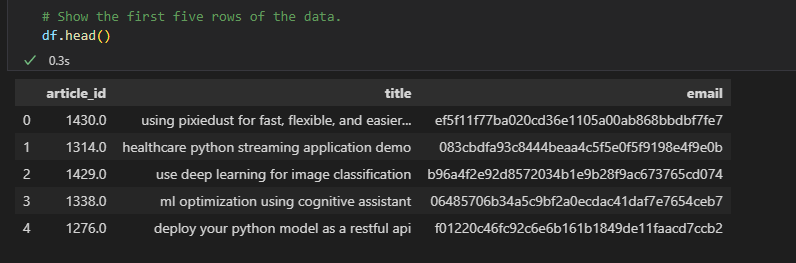 # Show the first five rows of the data.
df.head()
0.3s
article_id title email
0 1430.0 using pixiedust for fast, flexible, and easier... ef5f11f77ba020cd36e1105a00ab868bbdbf7fe7
1 1314.0 healthcare python streaming application demo 083cbdfa93c8444beaa4c5f5e0f5f9198e4f9e0b
2 1429.0 use deep learning for image classification b96a4f2e92d8572034b1e9b28f9ac673765cd074
3 1338.0 ml optimization using cognitive assistant 06485706b34a5c9bf2a0ecdac41daf7e7654ceb7
4 1276.0 deploy your python model as a restful api f01220c46fc92c6e6b161b1849de11faacd7ccb2